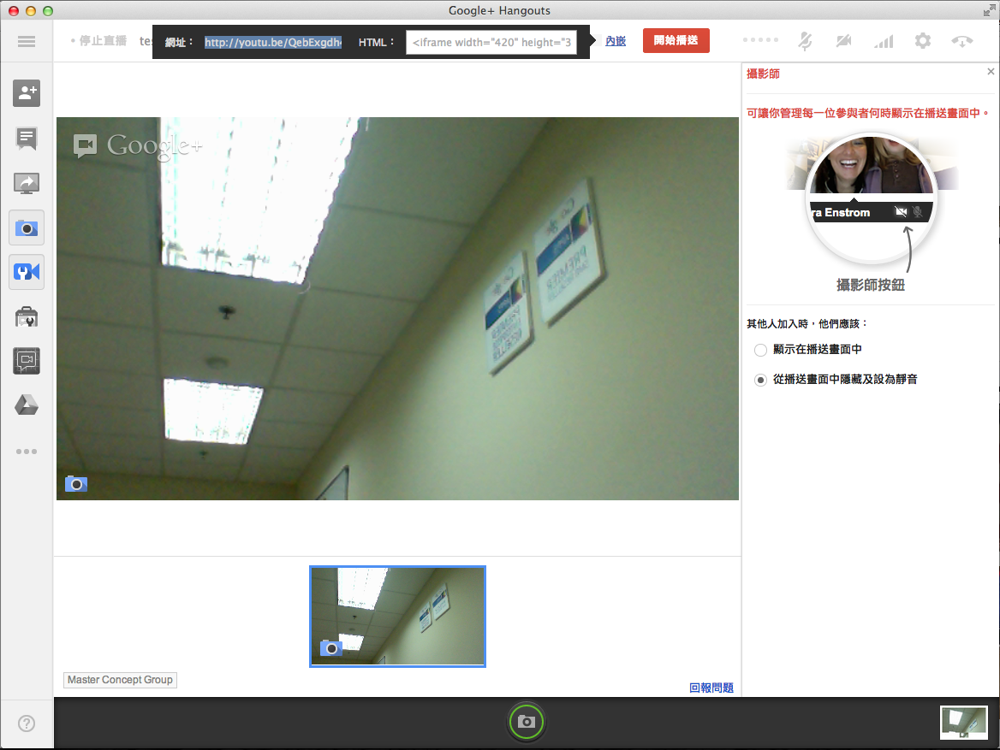 Google+ Hangouts
• 停止直播
網址：
http://youtu.be/QebExgdh
HTML：
<iframe width="420" height="3
內嵌
開始播送
Google+
攝影師
可讓你管理每一位參與者何時顯示在播送畫面中。
ra Enstrom
攝影師按鈕
其他人加入時，他們應該：
顯示在播送畫面中
從播送畫面中隱藏及設為靜音
Master Concept Group
回報問題